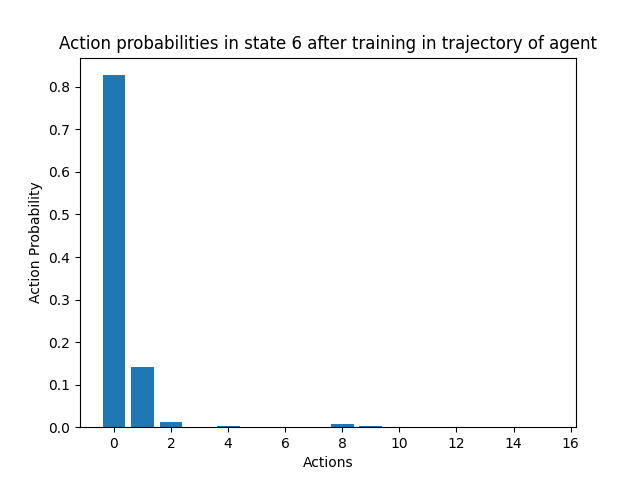 Action probabilities in state 6 after training in trajectory of agent
Action Probability
0.8
0.7
0.6
0.5
0.4
0.3
0.2
0.1
0.0
0 2 4 6 8 10 12 14 16
Actions